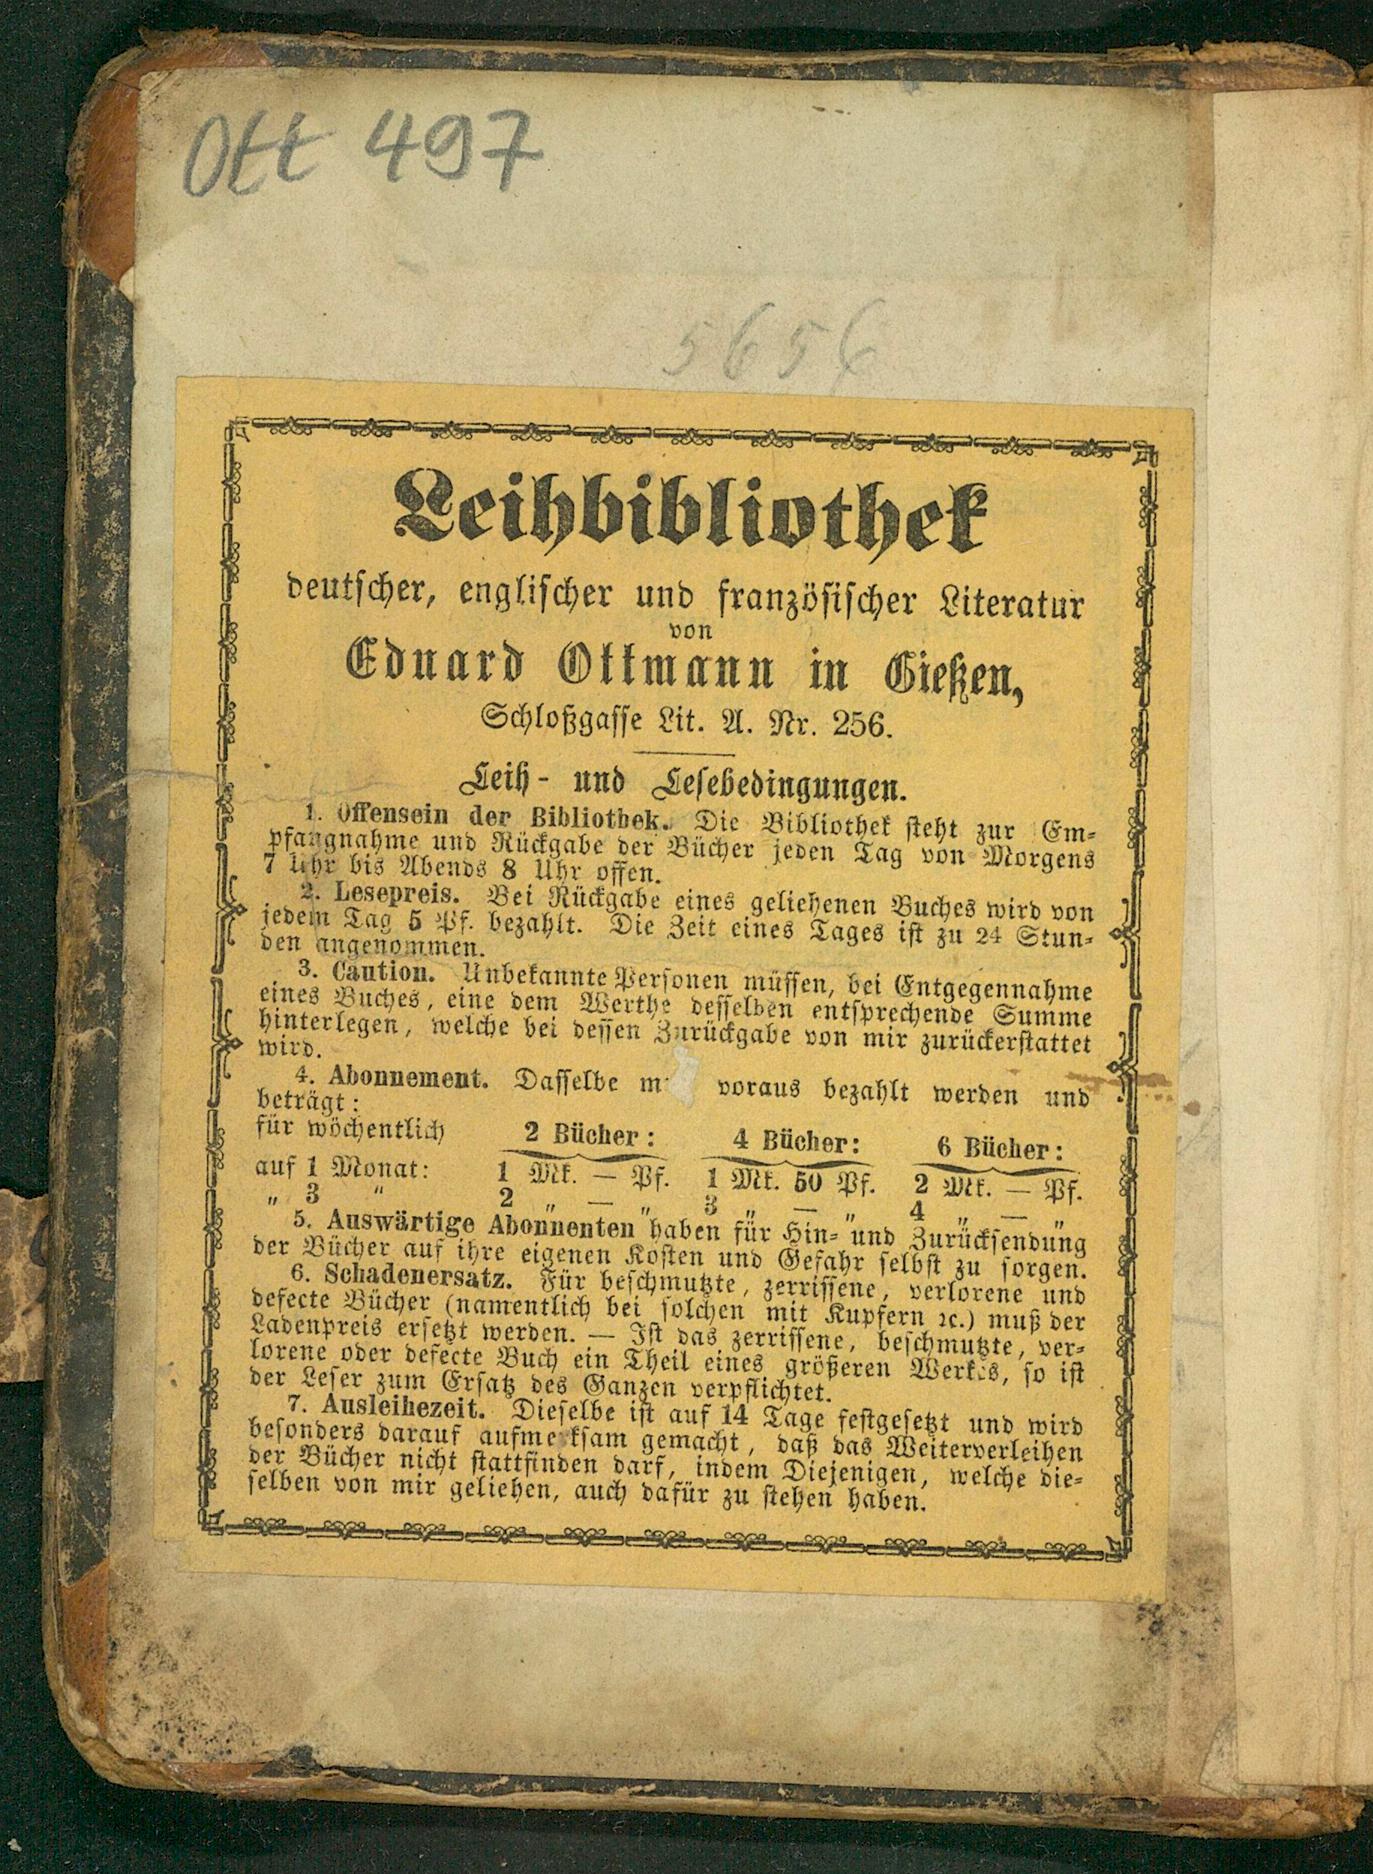 Ott 497
5656
Leihbibliothek
deutscher, englischer und französischer Literatur
von
Eduard Ottmann in Gießen,
Schloßgasse Lit. A. Nr. 256.
Leih- und Lesebedingungen.
1. Offensein der Bibliothek. Die Bibliothek steht zur Em-
pfangnahme und Rückgabe der Bücher jeden Tag von Morgens
7 Uhr bis Abends 8 Uhr offen.
2. Lesepreis. Bei Rückgabe eines geliehenen Buches wird von
jedem Tag 5 Pf. bezahlt. Die Zeit eines Tages ist zu 24 Stun-
den angenommen.
3. Caution. Unbekannte Personen müssen, bei Entgegennahme
eines Buches, eine dem Werthe desselben entsprechende Summe
hinterlegen, welche bei dessen Zurückgabe von mir zurückerstattet
wird.
4. Abonnement. Dasselbe voraus bezahlt werden und
beträgt:
für wöchentlich 2 Bücher: 4 Bücher: 6 Bücher:
auf 1 Monat: 1 Mk. — Pf. 1 Mk. 50 Pf. 2 Mk. — Pf.
„ 3 „ 2 „ — „ 3 „ — „ 4 „ — „
5. Auswärtige Abonnenten haben für Hin- und Zurücksendung
der Bücher auf ihre eigenen Kosten und Gefahr selbst zu sorgen.
6. Schadenersatz. Für beschmutzte, zerrissene, verlorene und
defecte Bücher (namentlich bei solchen mit Kupfern ꝛc.) muß der
Ladenpreis ersetzt werden. — Ist das zerrissene, beschmutzte, ver-
lorene oder defecte Buch ein Theil eines größeren Werkes, so ist
der Leser zum Ersatz des Ganzen verpflichtet.
7. Ausleihezeit. Dieselbe ist auf 14 Tage festgesetzt und wird
besonders darauf aufmerksam gemacht, daß das Weiterverleihen
der Bücher nicht stattfinden darf, indem Diejenigen, welche die-
selben von mir geliehen, auch dafür zu stehen haben.